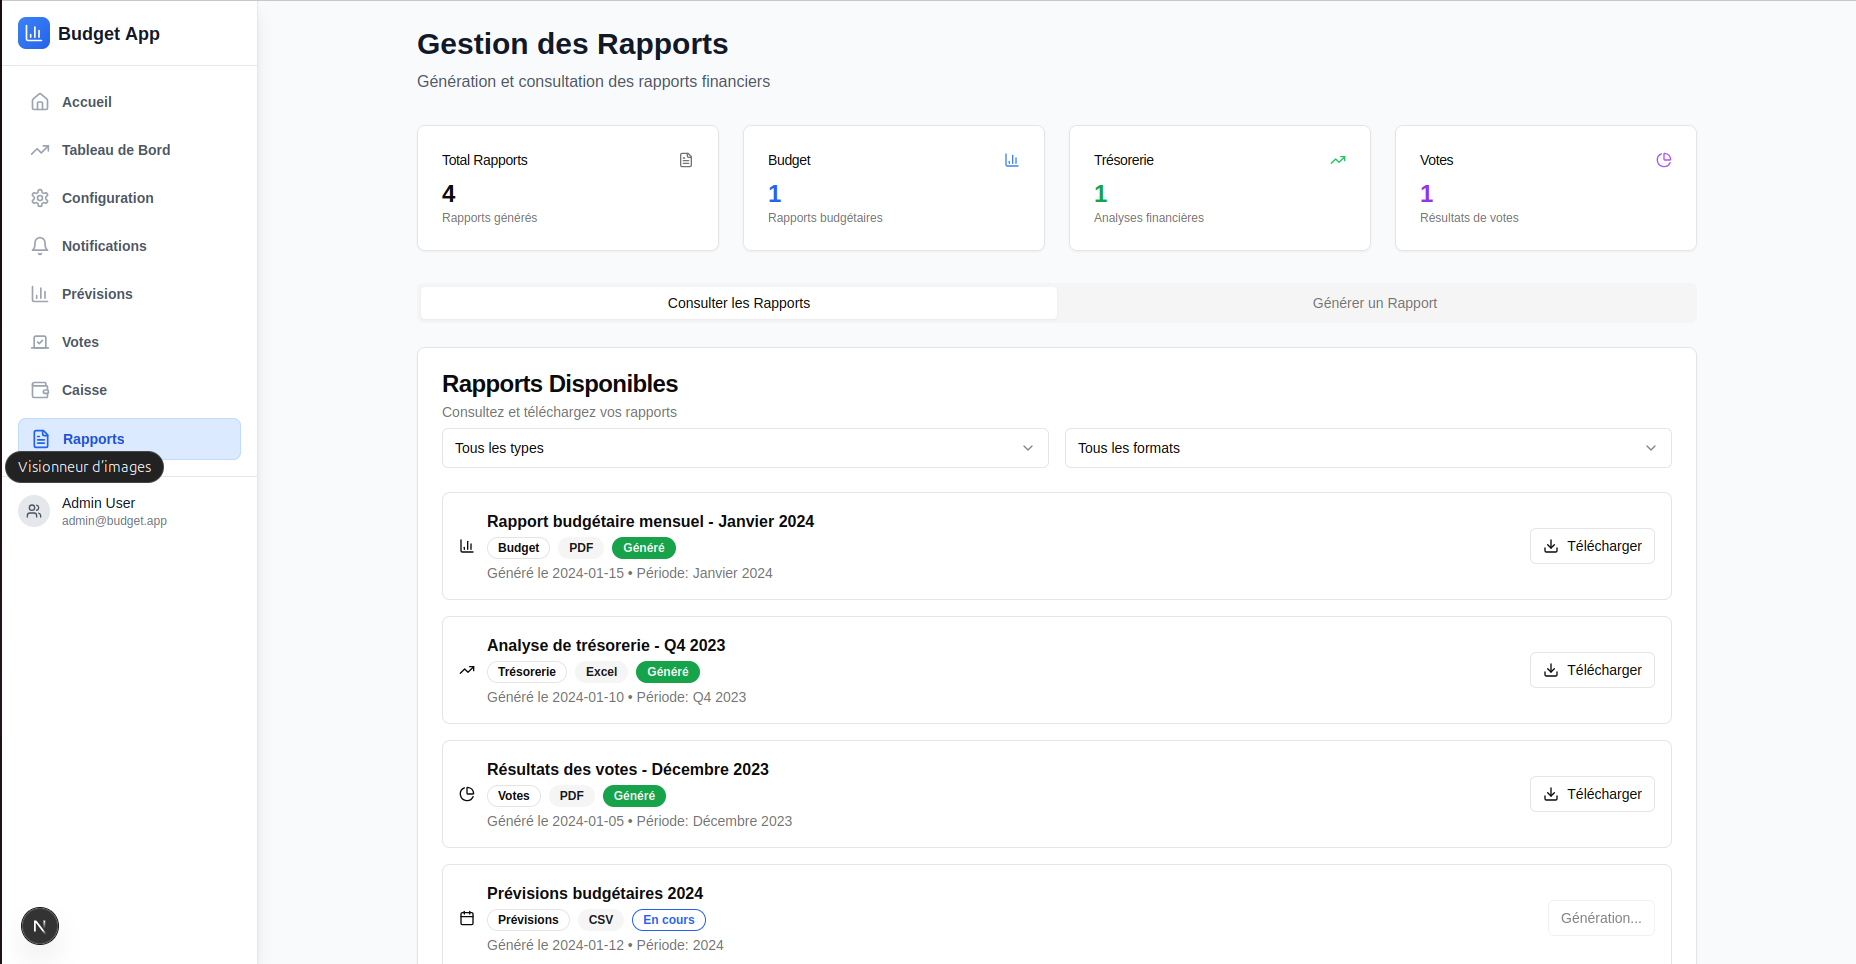 Budget App
Accueil
Tableau de Bord
Configuration
Notifications
Prévisions
Votes
Caisse
Rapports
Visionneur d'images
Admin User
admin@budget.app
N
Gestion des Rapports
Génération et consultation des rapports financiers
Total Rapports
4
Rapports générés
Budget
1
Rapports budgétaires
Trésorerie
1
Analyses financières
Votes
1
Résultats de votes
Consulter les Rapports
Générer un Rapport
Rapports Disponibles
Consultez et téléchargez vos rapports
Tous les types
Tous les formats
Rapport budgétaire mensuel - Janvier 2024
Budget PDF Généré
Généré le 2024-01-15 • Période: Janvier 2024
Télécharger
Analyse de trésorerie - Q4 2023
Trésorerie Excel Généré
Généré le 2024-01-10 • Période: Q4 2023
Télécharger
Résultats des votes - Décembre 2023
Votes PDF Généré
Généré le 2024-01-05 • Période: Décembre 2023
Télécharger
Prévisions budgétaires 2024
Prévisions CSV En cours
Généré le 2024-01-12 • Période: 2024
Génération...